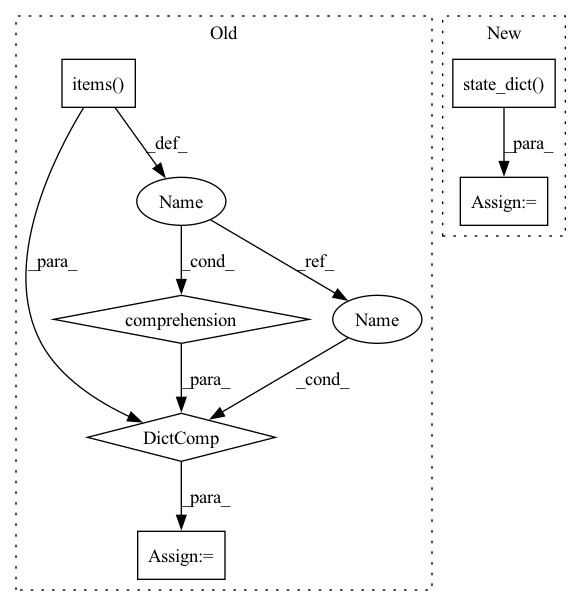 Old
New
items()
state_dict()
_def_
_para_
Name
Assign:=
_para_
_cond_
_ref_
comprehension
Name
_para_
_cond_
DictComp
_para_
Assign:=